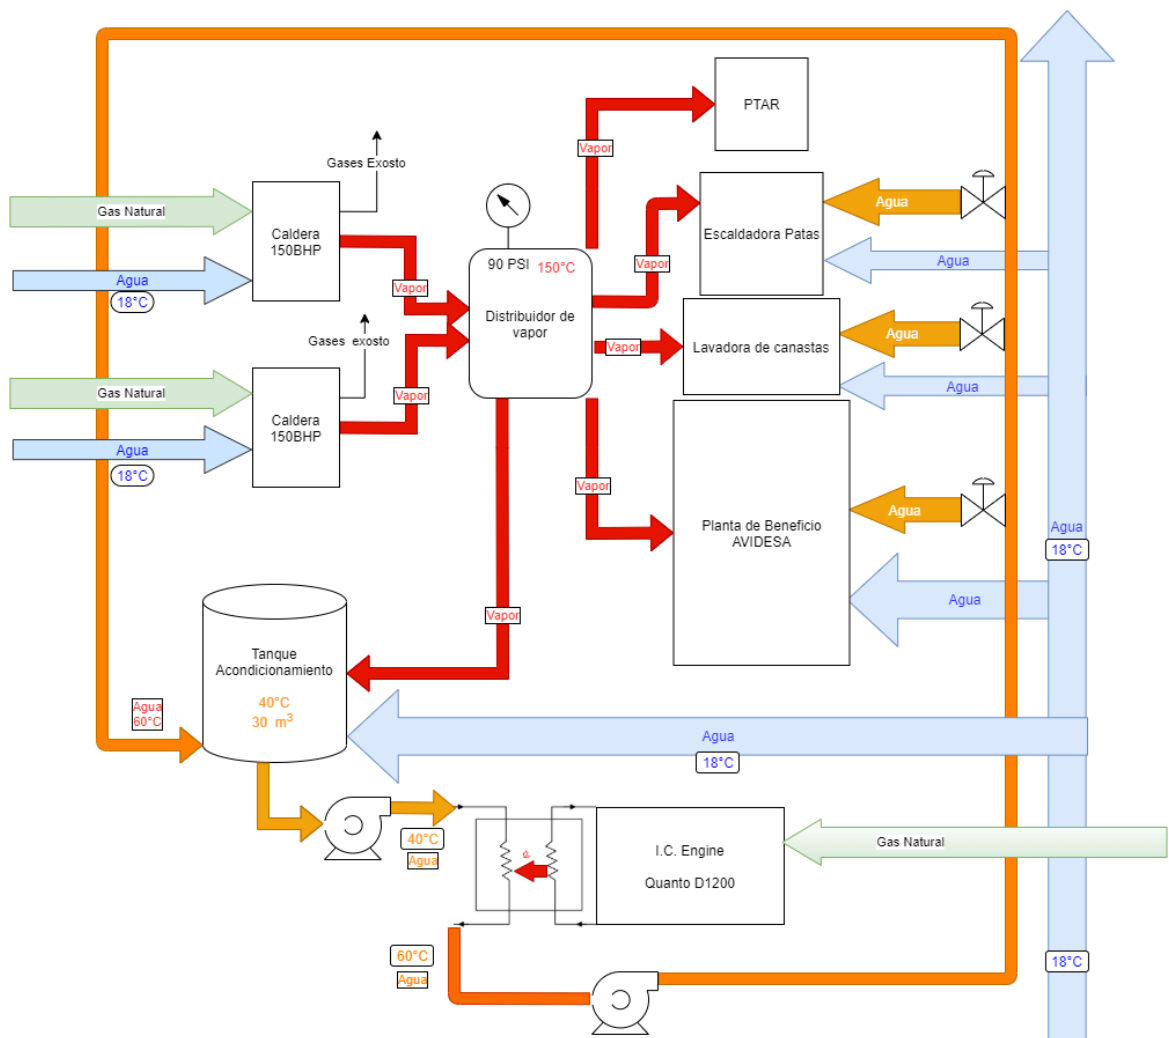 PTAR
Vapor
Gases Exosto
Gas Natural
Caldera
150BHP
Agua
18°C
Vapor
90 PSI
150°C
Distribuidor de
vapor
Vapor
Escaldadora Patas
Agua
Agua
Gases exosto
Gas Natural
Caldera
150BHP
Agua
18°C
Vapor
Vapor
Lavadora de canastas
Agua
Agua
Vapor
Planta de Beneficio
AVIDESA
Agua
Agua
Agua
18°C
Vapor
Tanque
Acondicionamiento
40°C
30 m³
Agua
60°C
Agua
18°C
40°C
Agua
I.C. Engine
Quanto D1200
Gas Natural
60°C
Agua
18°C